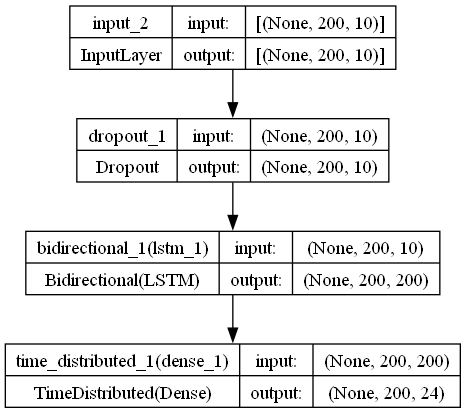 input_2 input: [(None, 200, 10)]
InputLayer output: [(None, 200, 10)]
dropout_1 input: (None, 200, 10)
Dropout output: (None, 200, 10)
bidirectional_1(lstm_1) input: (None, 200, 10)
Bidirectional(LSTM) output: (None, 200, 200)
time_distributed_1(dense_1) input: (None, 200, 200)
TimeDistributed(Dense) output: (None, 200, 24)